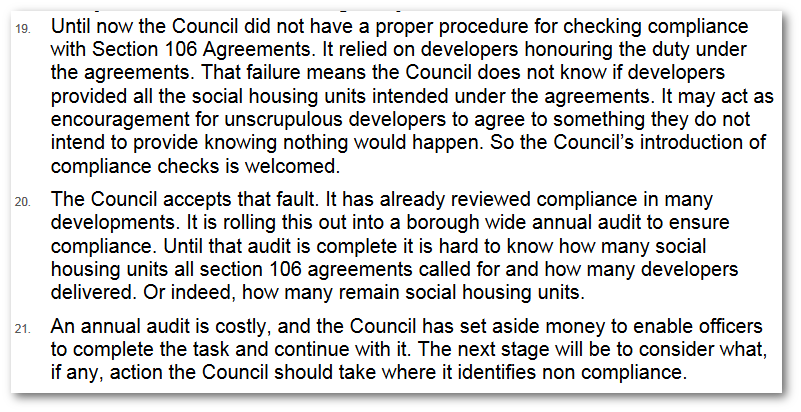 19. Until now the Council did not have a proper procedure for checking compliance
with Section 106 Agreements. It relied on developers honouring the duty under
the agreements. That failure means the Council does not know if developers
provided all the social housing units intended under the agreements. It may act as
encouragement for unscrupulous developers to agree to something they do not
intend to provide knowing nothing would happen. So the Council's introduction of
compliance checks is welcomed.
20. The Council accepts that fault. It has already reviewed compliance in many
developments. It is rolling this out into a borough wide annual audit to ensure
compliance. Until that audit is complete it is hard to know how many social
housing units all section 106 agreements called for and how many developers
delivered. Or indeed, how many remain social housing units.
21. An annual audit is costly, and the Council has set aside money to enable officers
to complete the task and continue with it. The next stage will be to consider what,
if any, action the Council should take where it identifies non compliance.